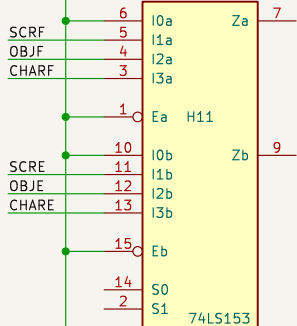 6 I0a Za 7
SCRF 5 I1a
OBJF 4 I2a
CHARF 3 I3a
1 Ea H11
10 I0b Zb 9
SCRE 11 I1b
OBJE 12 I2b
CHARE 13 I3b
15 Eb
14 S0
2 S1
74LS153